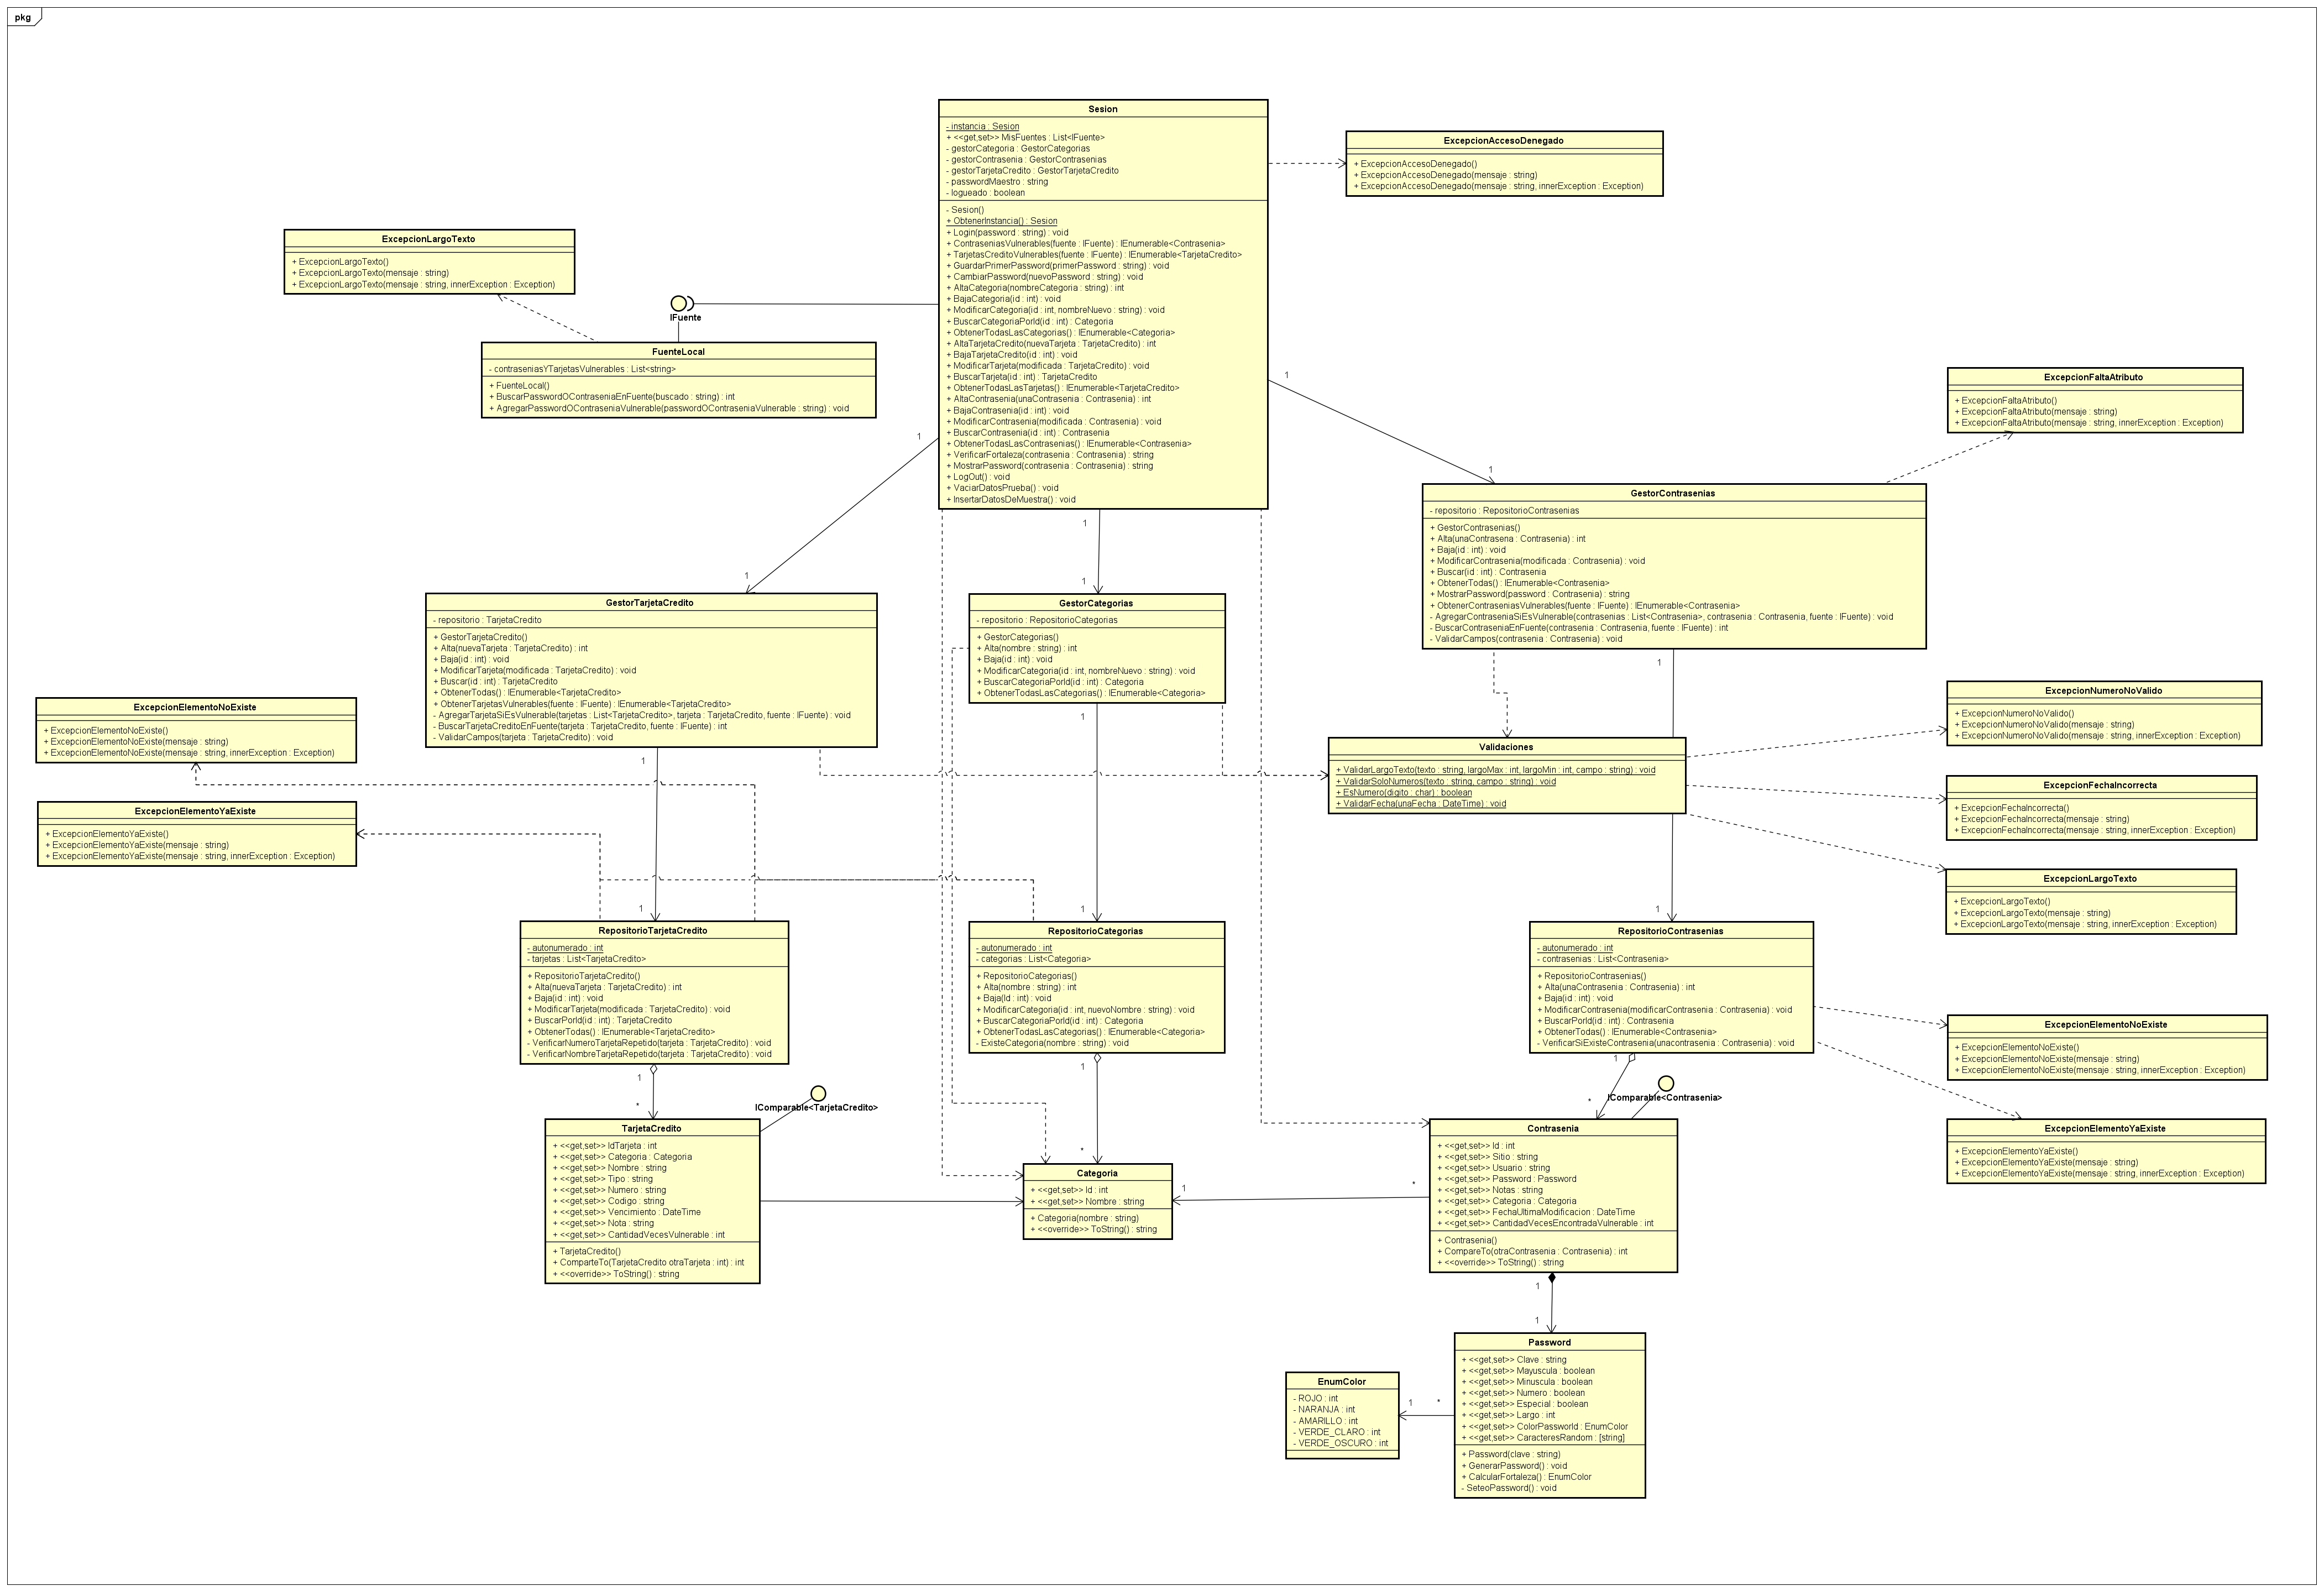 pkg
Sesion
- instancia : Sesion
+ <<get,set>> MisFuentes : List<IFuente>
- gestorCategoria : GestorCategorias
- gestorContrasenia : GestorContrasenias
- gestorTarjetaCredito : GestorTarjetaCredito
- passwordMaestro : string
- logueado : boolean
- Sesion()
+ ObtenerInstancia() : Sesion
+ Login(password : string) : void
+ ContraseniasVulnerables(fuente : IFuente) : IEnumerable<Contrasenia>
+ TarjetasCreditoVulnerables(fuente : IFuente) : IEnumerable<TarjetaCredito>
+ GuardarPrimerPassword(primerPassword : string) : void
+ CambiarPassword(nuevoPassword : string) : void
+ AltaCategoria(nombreCategoria : string) : int
+ BajaCategoria(id : int) : void
+ ModificarCategoria(id : int, nombreNuevo : string) : void
+ BuscarCategoriaPorId(id : int) : Categoria
+ ObtenerTodasLasCategorias() : IEnumerable<Categoria>
+ AltaTarjetaCredito(nuevaTarjeta : TarjetaCredito) : int
+ BajaTarjetaCredito(id : int) : void
+ ModificarTarjeta(modificada : TarjetaCredito) : void
+ BuscarTarjeta(id : int) : TarjetaCredito
+ ObtenerTodasLasTarjetas() : IEnumerable<TarjetaCredito>
+ AltaContrasenia(unaContrasenia : Contrasenia) : int
+ BajaContrasenia(id : int) : void
+ ModificarContrasenia(modificada : Contrasenia) : void
+ BuscarContrasenia(id : int) : Contrasenia
+ ObtenerTodasLasContrasenias() : IEnumerable<Contrasenia>
+ VerificarFortaleza(contrasenia : Contrasenia) : string
+ MostrarPassword(contrasenia : Contrasenia) : string
+ LogOut() : void
+ VaciarDatosPrueba() : void
+ InsertarDatosDeMuestra() : void
ExcepcionAccesoDenegado
+ ExcepcionAccesoDenegado()
+ ExcepcionAccesoDenegado(mensaje : string)
+ ExcepcionAccesoDenegado(mensaje : string, innerException : Exception)
ExcepcionLargoTexto
+ ExcepcionLargoTexto()
+ ExcepcionLargoTexto(mensaje : string)
+ ExcepcionLargoTexto(mensaje : string, innerException : Exception)
IFuente
FuenteLocal
- contraseniasYTarjetasVulnerables : List<string>
+ FuenteLocal()
+ BuscarPasswordOContraseniaEnFuente(buscado : string) : int
+ AgregarPasswordOContraseniaVulnerable(passwordOContraseniaVulnerable : string) : void
ExcepcionFaltaAtributo
+ ExcepcionFaltaAtributo()
+ ExcepcionFaltaAtributo(mensaje : string)
+ ExcepcionFaltaAtributo(mensaje : string, innerException : Exception)
1
1
1
1
1
1
GestorContrasenias
- repositorio : RepositorioContrasenias
+ GestorContrasenias()
+ Alta(unaContrasena : Contrasenia) : int
+ Baja(id : int) : void
+ ModificarContrasenia(modificada : Contrasenia) : void
+ Buscar(id : int) : Contrasenia
+ ObtenerTodas() : IEnumerable<Contrasenia>
+ MostrarPassword(password : Contrasenia) : string
+ ObtenerContraseniasVulnerables(fuente : IFuente) : IEnumerable<Contrasenia>
- AgregarContraseniaSiEsVulnerable(contrasenias : List<Contrasenia>, contrasenia : Contrasenia, fuente : IFuente) : void
- BuscarContraseniaEnFuente(contrasenia : Contrasenia, fuente : IFuente) : int
- ValidarCampos(contrasenia : Contrasenia) : void
GestorTarjetaCredito
- repositorio : TarjetaCredito
+ GestorTarjetaCredito()
+ Alta(nuevaTarjeta : TarjetaCredito) : int
+ Baja(id : int) : void
+ ModificarTarjeta(modificada : TarjetaCredito) : void
+ Buscar(id : int) : TarjetaCredito
+ ObtenerTodas() : IEnumerable<TarjetaCredito>
+ ObtenerTarjetasVulnerables(fuente : IFuente) : IEnumerable<TarjetaCredito>
- AgregarTarjetaSiEsVulnerable(tarjetas : List<TarjetaCredito>, tarjeta : TarjetaCredito, fuente : IFuente) : void
- BuscarTarjetaCreditoEnFuente(tarjeta : TarjetaCredito, fuente : IFuente) : int
- ValidarCampos(tarjeta : TarjetaCredito) : void
GestorCategorias
- repositorio : RepositorioCategorias
+ GestorCategorias()
+ Alta(nombre : string) : int
+ Baja(id : int) : void
+ ModificarCategoria(id : int, nombreNuevo : string) : void
+ BuscarCategoriaPorId(id : int) : Categoria
+ ObtenerTodasLasCategorias() : IEnumerable<Categoria>
1
1
1
ExcepcionElementoNoExiste
+ ExcepcionElementoNoExiste()
+ ExcepcionElementoNoExiste(mensaje : string)
+ ExcepcionElementoNoExiste(mensaje : string, innerException : Exception)
ExcepcionElementoYaExiste
+ ExcepcionElementoYaExiste()
+ ExcepcionElementoYaExiste(mensaje : string)
+ ExcepcionElementoYaExiste(mensaje : string, innerException : Exception)
Validaciones
+ ValidarLargoTexto(texto : string, largoMax : int, largoMin : int, campo : string) : void
+ ValidarSoloNumeros(texto : string, campo : string) : void
+ EsNumero(digito : char) : boolean
+ ValidarFecha(unaFecha : DateTime) : void
ExcepcionNumeroNoValido
+ ExcepcionNumeroNoValido()
+ ExcepcionNumeroNoValido(mensaje : string)
+ ExcepcionNumeroNoValido(mensaje : string, innerException : Exception)
ExcepcionFechaIncorrecta
+ ExcepcionFechaIncorrecta()
+ ExcepcionFechaIncorrecta(mensaje : string)
+ ExcepcionFechaIncorrecta(mensaje : string, innerException : Exception)
ExcepcionLargoTexto
+ ExcepcionLargoTexto()
+ ExcepcionLargoTexto(mensaje : string)
+ ExcepcionLargoTexto(mensaje : string, innerException : Exception)
1
1
1
RepositorioTarjetaCredito
- autonumerado : int
- tarjetas : List<TarjetaCredito>
+ RepositorioTarjetaCredito()
+ Alta(nuevaTarjeta : TarjetaCredito) : int
+ Baja(id : int) : void
+ ModificarTarjeta(modificada : TarjetaCredito) : void
+ BuscarPorId(id : int) : TarjetaCredito
+ ObtenerTodas() : IEnumerable<TarjetaCredito>
- VerificarNumeroTarjetaRepetido(tarjeta : TarjetaCredito) : void
- VerificarNombreTarjetaRepetido(tarjeta : TarjetaCredito) : void
RepositorioCategorias
- autonumerado : int
- categorias : List<Categoria>
+ RepositorioCategorias()
+ Alta(nombre : string) : int
+ Baja(Id : int) : void
+ ModificarCategoria(id : int, nuevoNombre : string) : void
+ BuscarCategoriaPorId(id : int) : Categoria
+ ObtenerTodasLasCategorias() : IEnumerable<Categoria>
- ExisteCategoria(nombre : string) : void
RepositorioContrasenias
- autonumerado : int
- contrasenias : List<Contrasenia>
+ RepositorioContrasenias()
+ Alta(unaContrasenia : Contrasenia) : int
+ Baja(id : int) : void
+ ModificarContrasenia(modificarContrasenia : Contrasenia) : void
+ BuscarPorId(id : int) : Contrasenia
+ ObtenerTodas() : IEnumerable<Contrasenia>
- VerificarSiExisteContrasenia(unacontrasenia : Contrasenia) : void
ExcepcionElementoNoExiste
+ ExcepcionElementoNoExiste()
+ ExcepcionElementoNoExiste(mensaje : string)
+ ExcepcionElementoNoExiste(mensaje : string, innerException : Exception)
ExcepcionElementoYaExiste
+ ExcepcionElementoYaExiste()
+ ExcepcionElementoYaExiste(mensaje : string)
+ ExcepcionElementoYaExiste(mensaje : string, innerException : Exception)
1
*
1
*
1
*
IComparable<TarjetaCredito>
IComparable<Contrasenia>
TarjetaCredito
+ <<get,set>> IdTarjeta : int
+ <<get,set>> Categoria : Categoria
+ <<get,set>> Nombre : string
+ <<get,set>> Tipo : string
+ <<get,set>> Numero : string
+ <<get,set>> Codigo : string
+ <<get,set>> Vencimiento : DateTime
+ <<get,set>> Nota : string
+ <<get,set>> CantidadVecesVulnerable : int
+ TarjetaCredito()
+ ComparteTo(TarjetaCredito otraTarjeta : int) : int
+ <<override>> ToString() : string
Categoria
+ <<get,set>> Id : int
+ <<get,set>> Nombre : string
+ Categoria(nombre : string)
+ <<override>> ToString() : string
1
*
Contrasenia
+ <<get,set>> Id : int
+ <<get,set>> Sitio : string
+ <<get,set>> Usuario : string
+ <<get,set>> Password : Password
+ <<get,set>> Notas : string
+ <<get,set>> Categoria : Categoria
+ <<get,set>> FechaUltimaModificacion : DateTime
+ <<get,set>> CantidadVecesEncontradaVulnerable : int
+ Contrasenia()
+ CompareTo(otraContrasenia : Contrasenia) : int
+ <<override>> ToString() : string
1
1
Password
+ <<get,set>> Clave : string
+ <<get,set>> Mayuscula : boolean
+ <<get,set>> Minuscula : boolean
+ <<get,set>> Numero : boolean
+ <<get,set>> Especial : boolean
+ <<get,set>> Largo : int
+ <<get,set>> ColorPassworld : EnumColor
+ <<get,set>> CaracteresRandom : [string]
+ Password(clave : string)
+ GenerarPassword() : void
+ CalcularFortaleza() : EnumColor
- SeteoPassword() : void
EnumColor
- ROJO : int
- NARANJA : int
- AMARILLO : int
- VERDE_CLARO : int
- VERDE_OSCURO : int
1
*